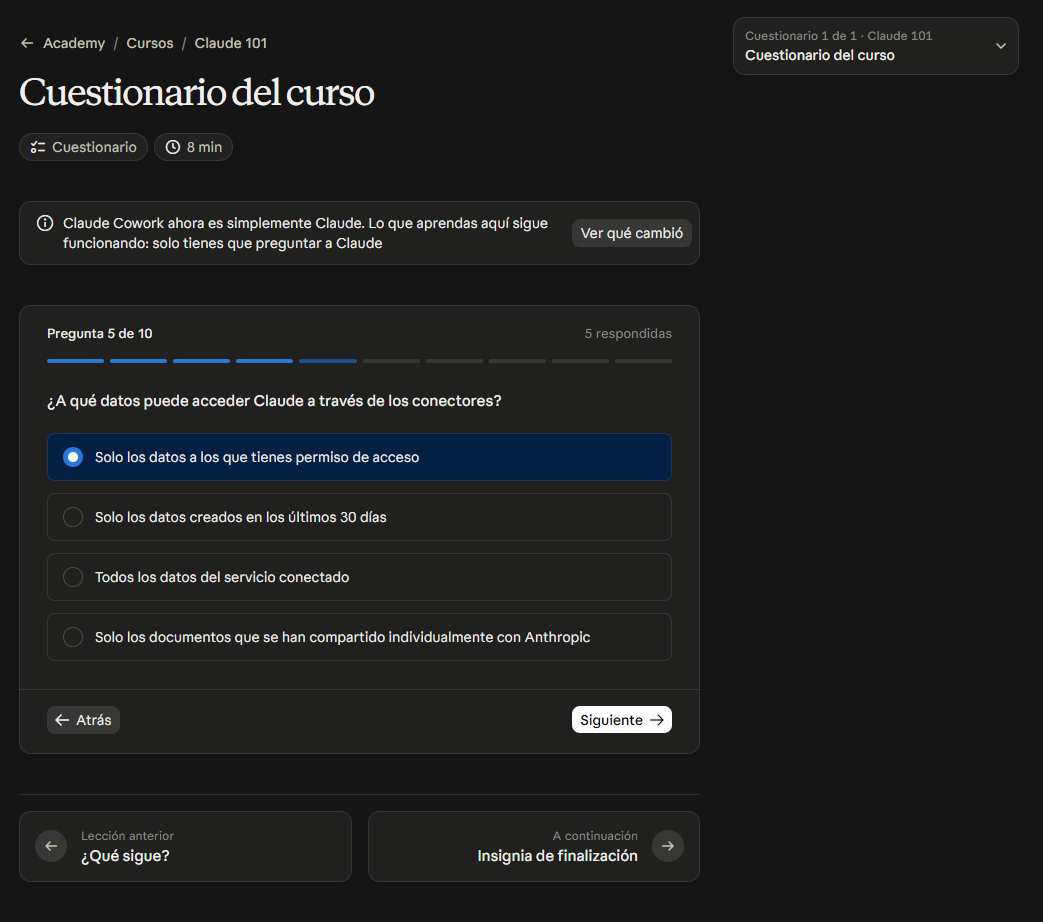 Academy / Cursos / Claude 101
Cuestionario 1 de 1 · Claude 101
Cuestionario del curso
Cuestionario del curso
Cuestionario
8 min
Claude Cowork ahora es simplemente Claude. Lo que aprendas aquí sigue
funcionando: solo tienes que preguntar a Claude
Ver qué cambió
Pregunta 5 de 10
5 respondidas
¿A qué datos puede acceder Claude a través de los conectores?
Solo los datos a los que tienes permiso de acceso
Solo los datos creados en los últimos 30 días
Todos los datos del servicio conectado
Solo los documentos que se han compartido individualmente con Anthropic
Atrás
Siguiente
Lección anterior
¿Qué sigue?
A continuación
Insignia de finalización